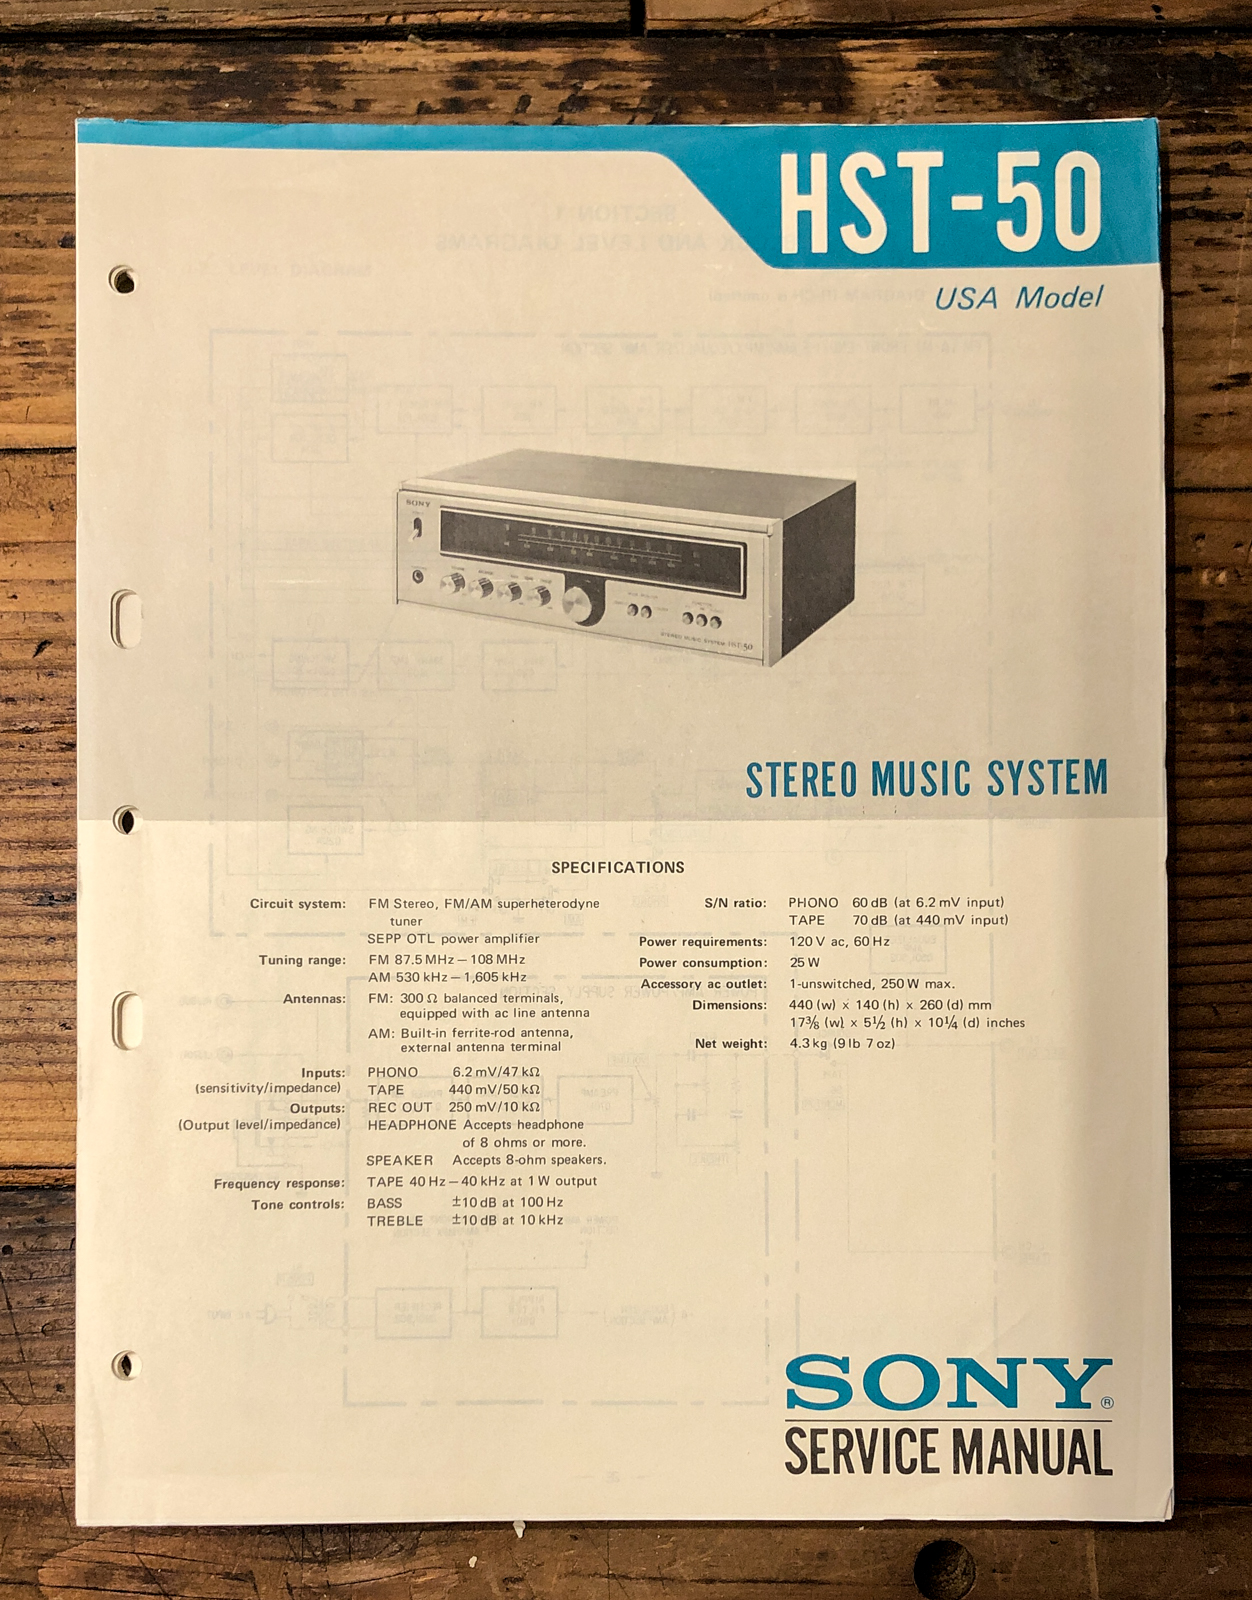 HST-50
USA Model
SONY
STEREO MUSIC SYSTEM HST-50
STEREO MUSIC SYSTEM
SPECIFICATIONS
Circuit system: FM Stereo, FM/AM superheterodyne
tuner
SEPP OTL power amplifier
Tuning range: FM 87.5 MHz – 108 MHz
AM 530 kHz – 1,605 kHz
Antennas: FM: 300 Ω balanced terminals,
equipped with ac line antenna
AM: Built-in ferrite-rod antenna,
external antenna terminal
Inputs: PHONO 6.2 mV/47 kΩ
(sensitivity/impedance) TAPE 440 mV/50 kΩ
Outputs: REC OUT 250 mV/10 kΩ
(Output level/impedance) HEADPHONE Accepts headphone
of 8 ohms or more.
SPEAKER Accepts 8-ohm speakers.
Frequency response: TAPE 40 Hz – 40 kHz at 1 W output
Tone controls: BASS ±10 dB at 100 Hz
TREBLE ±10 dB at 10 kHz
S/N ratio: PHONO 60 dB (at 6.2 mV input)
TAPE 70 dB (at 440 mV input)
Power requirements: 120 V ac, 60 Hz
Power consumption: 25 W
Accessory ac outlet: 1-unswitched, 250 W max.
Dimensions: 440 (w) x 140 (h) x 260 (d) mm
17⅜ (w) x 5½ (h) x 10¼ (d) inches
Net weight: 4.3 kg (9 lb 7 oz)
SONY®
SERVICE MANUAL